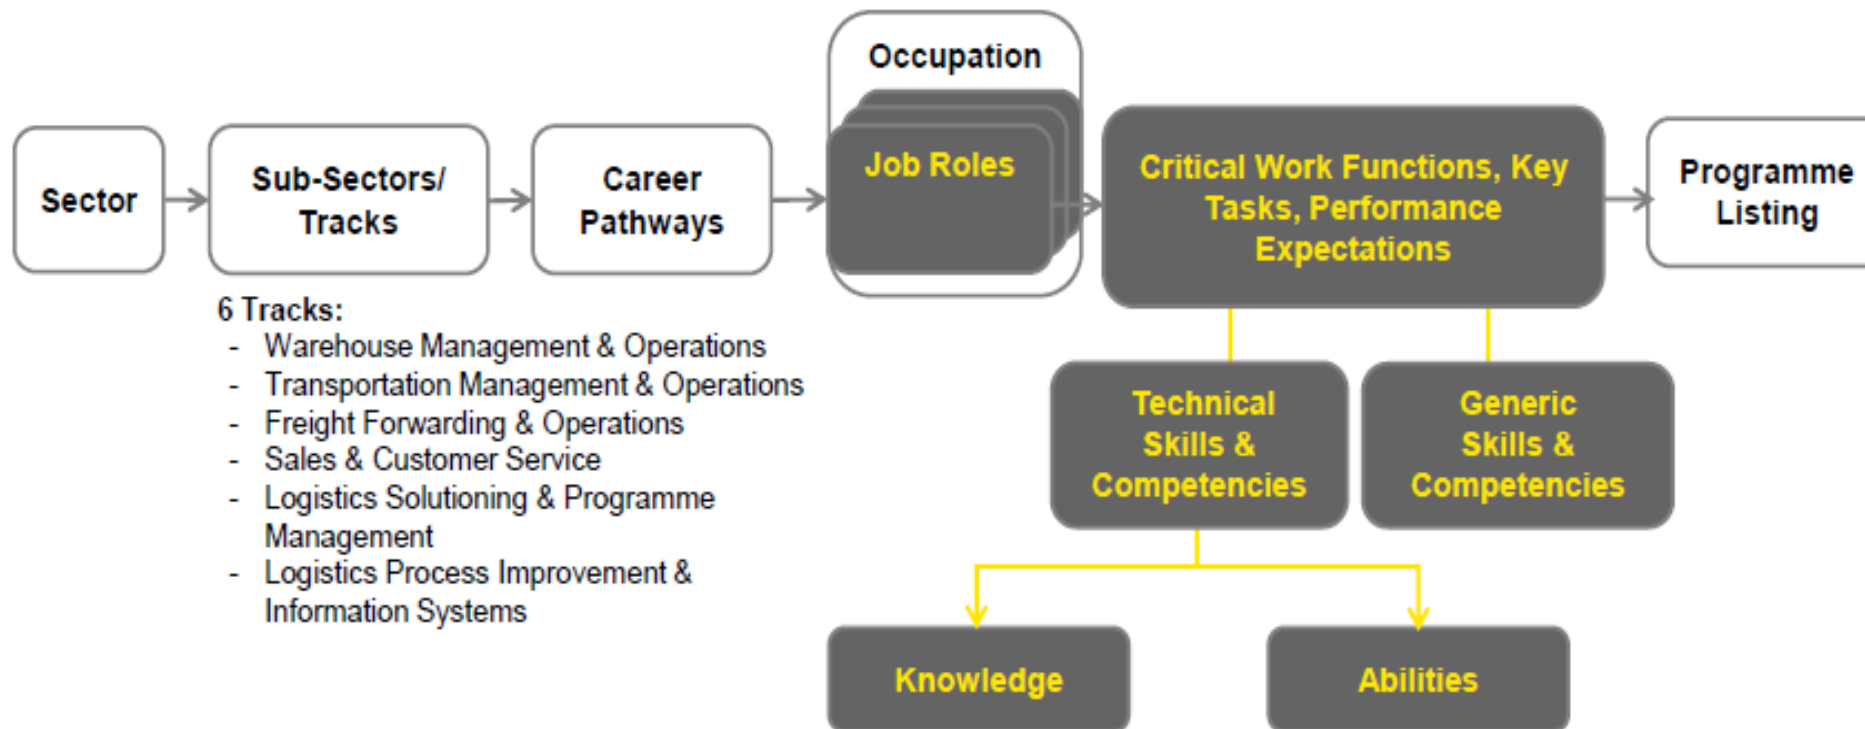 Occupation
Sector
Sub-Sectors/
Tracks
Career
Pathways
Job Roles
Critical Work Functions, Key
Tasks, Performance
Expectations
Programme
Listing
6 Tracks:
- Warehouse Management & Operations
- Transportation Management & Operations
- Freight Forwarding & Operations
- Sales & Customer Service
- Logistics Solutioning & Programme
Management
- Logistics Process Improvement &
Information Systems
Technical
Skills &
Competencies
Generic
Skills &
Competencies
Knowledge
Abilities